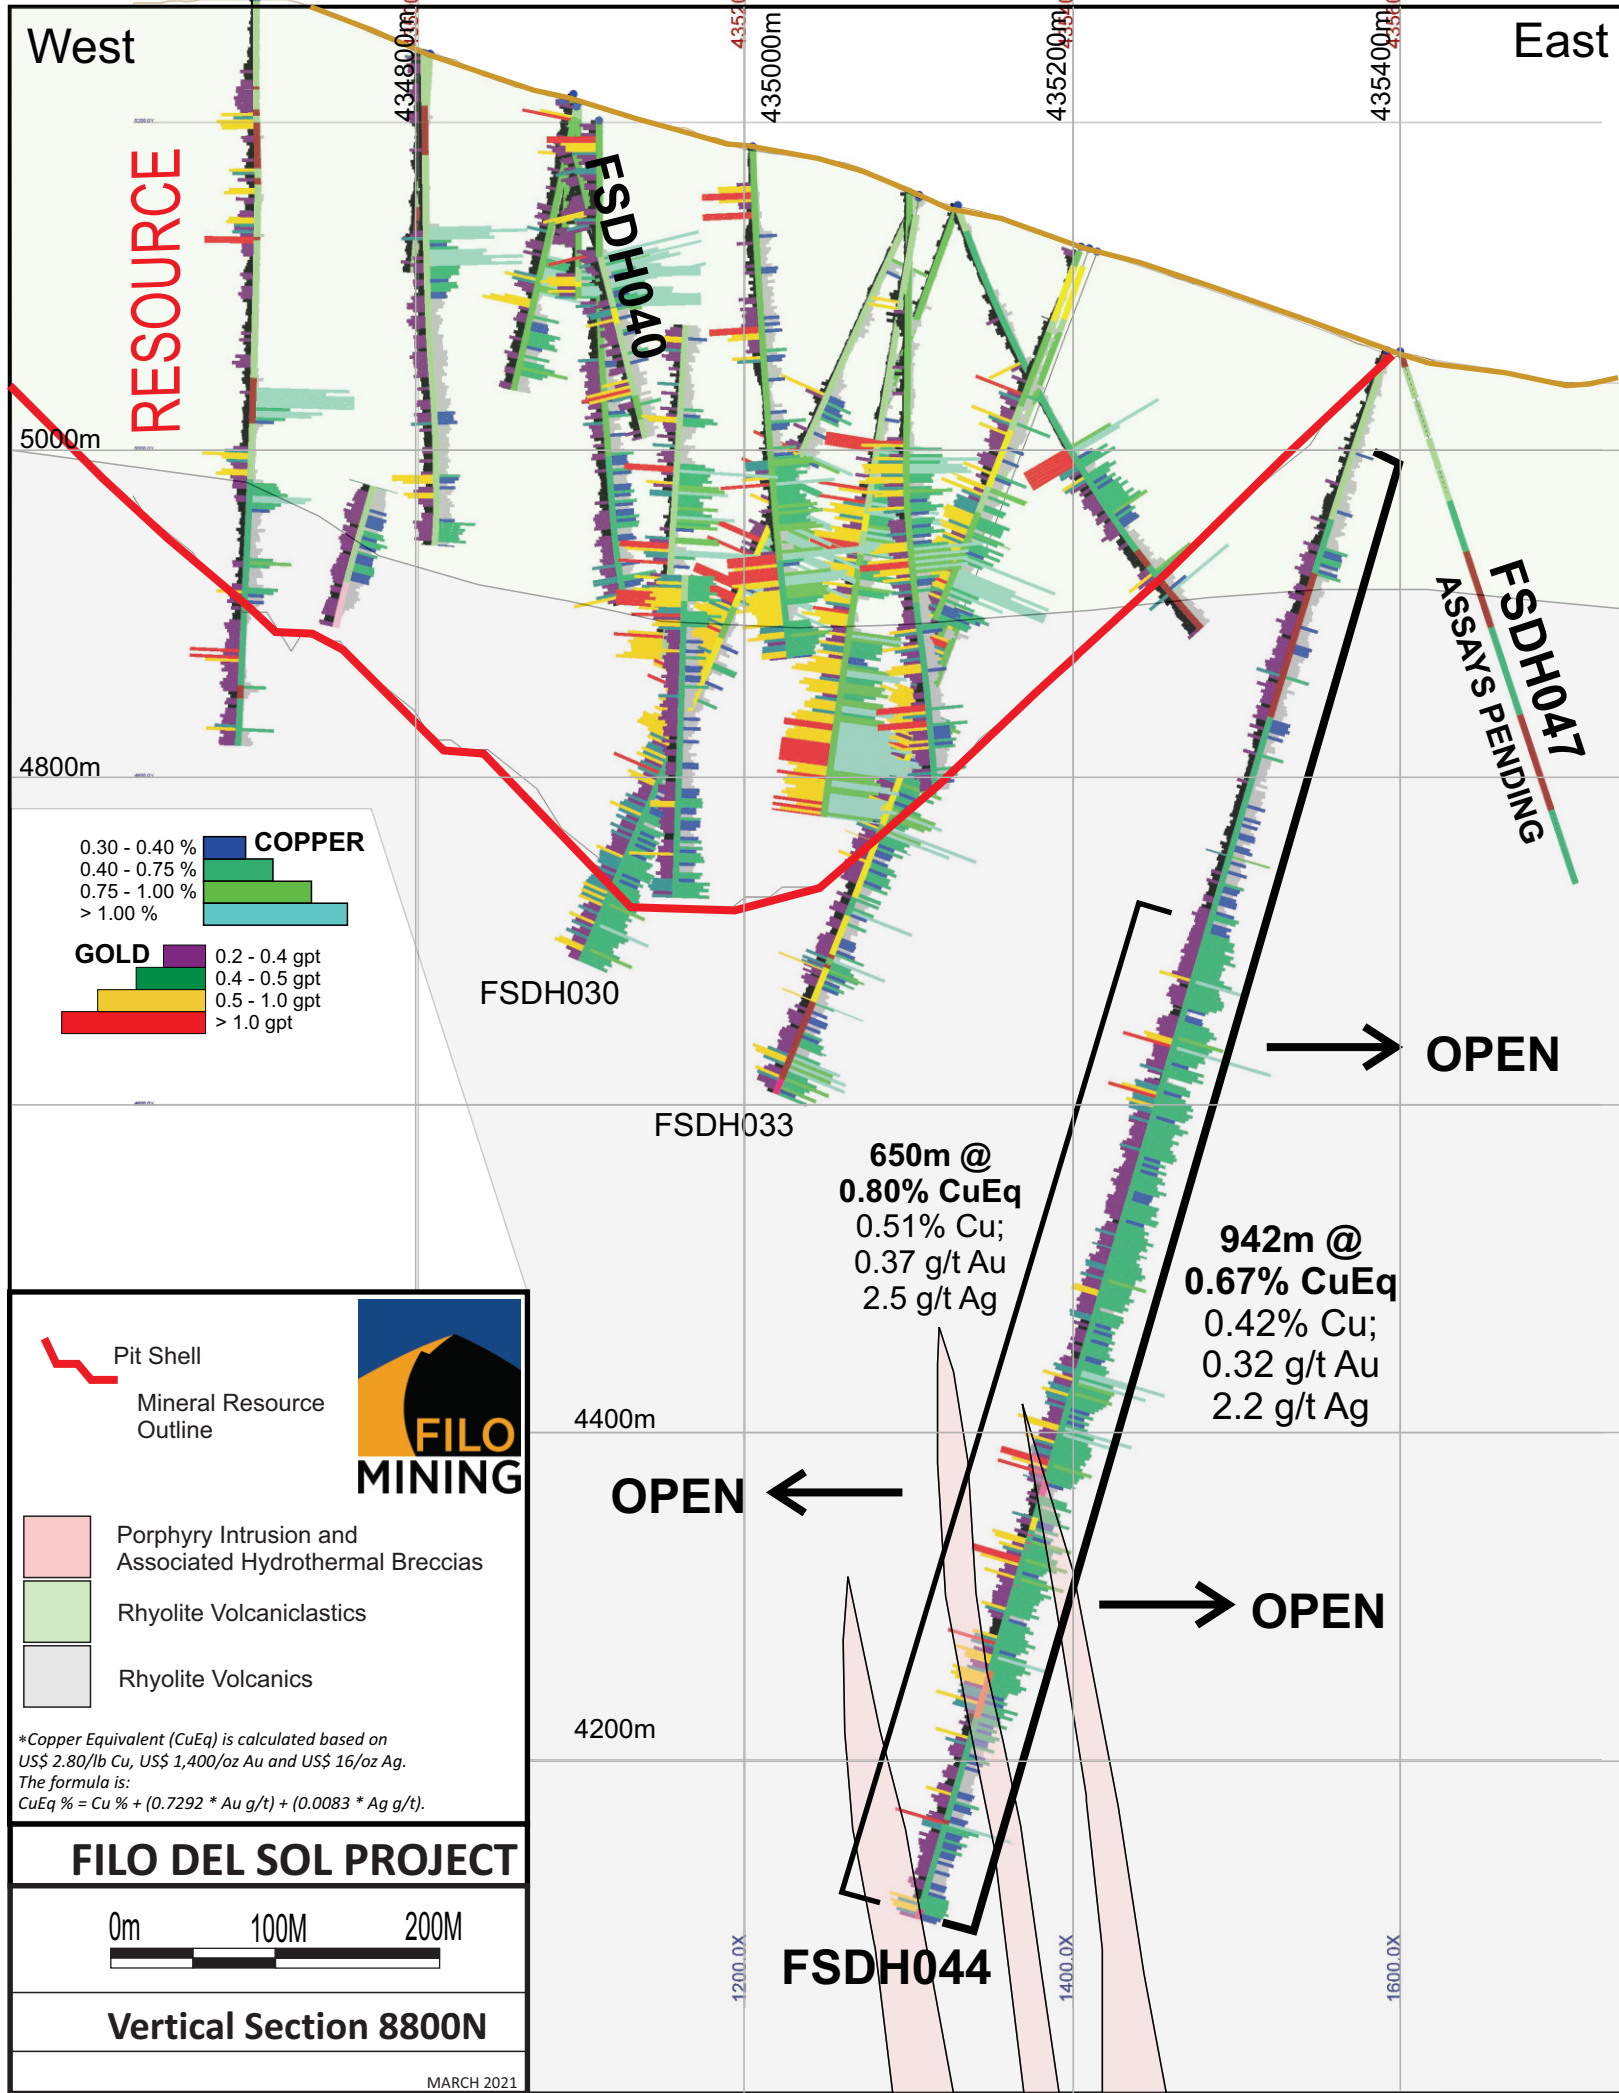 West
East
434800m
435000m
435200m
435400m
RESOURCE
FSDH040
5000m
4800m
FSDH047
ASSAYS PENDING
0.30 - 0.40 %
COPPER
0.40 - 0.75 %
0.75 - 1.00 %
> 1.00 %
GOLD
0.2 - 0.4 gpt
0.4 - 0.5 gpt
0.5 - 1.0 gpt
> 1.0 gpt
FSDH030
FSDH033
OPEN
650m @
0.80% CuEq
0.51% Cu;
0.37 g/t Au
2.5 g/t Ag
942m @
0.67% CuEq
0.42% Cu;
0.32 g/t Au
2.2 g/t Ag
4400m
OPEN
OPEN
4200m
FSDH044
1200.0X
1400.0X
1600.0X
Pit Shell
Mineral Resource
Outline
FILO
MINING
Porphyry Intrusion and
Associated Hydrothermal Breccias
Rhyolite Volcaniclastics
Rhyolite Volcanics
*Copper Equivalent (CuEq) is calculated based on
US$ 2.80/lb Cu, US$ 1,400/oz Au and US$ 16/oz Ag.
The formula is:
CuEq % = Cu % + (0.7292 * Au g/t) + (0.0083 * Ag g/t).
FILO DEL SOL PROJECT
0m
100M
200M
Vertical Section 8800N
MARCH 2021